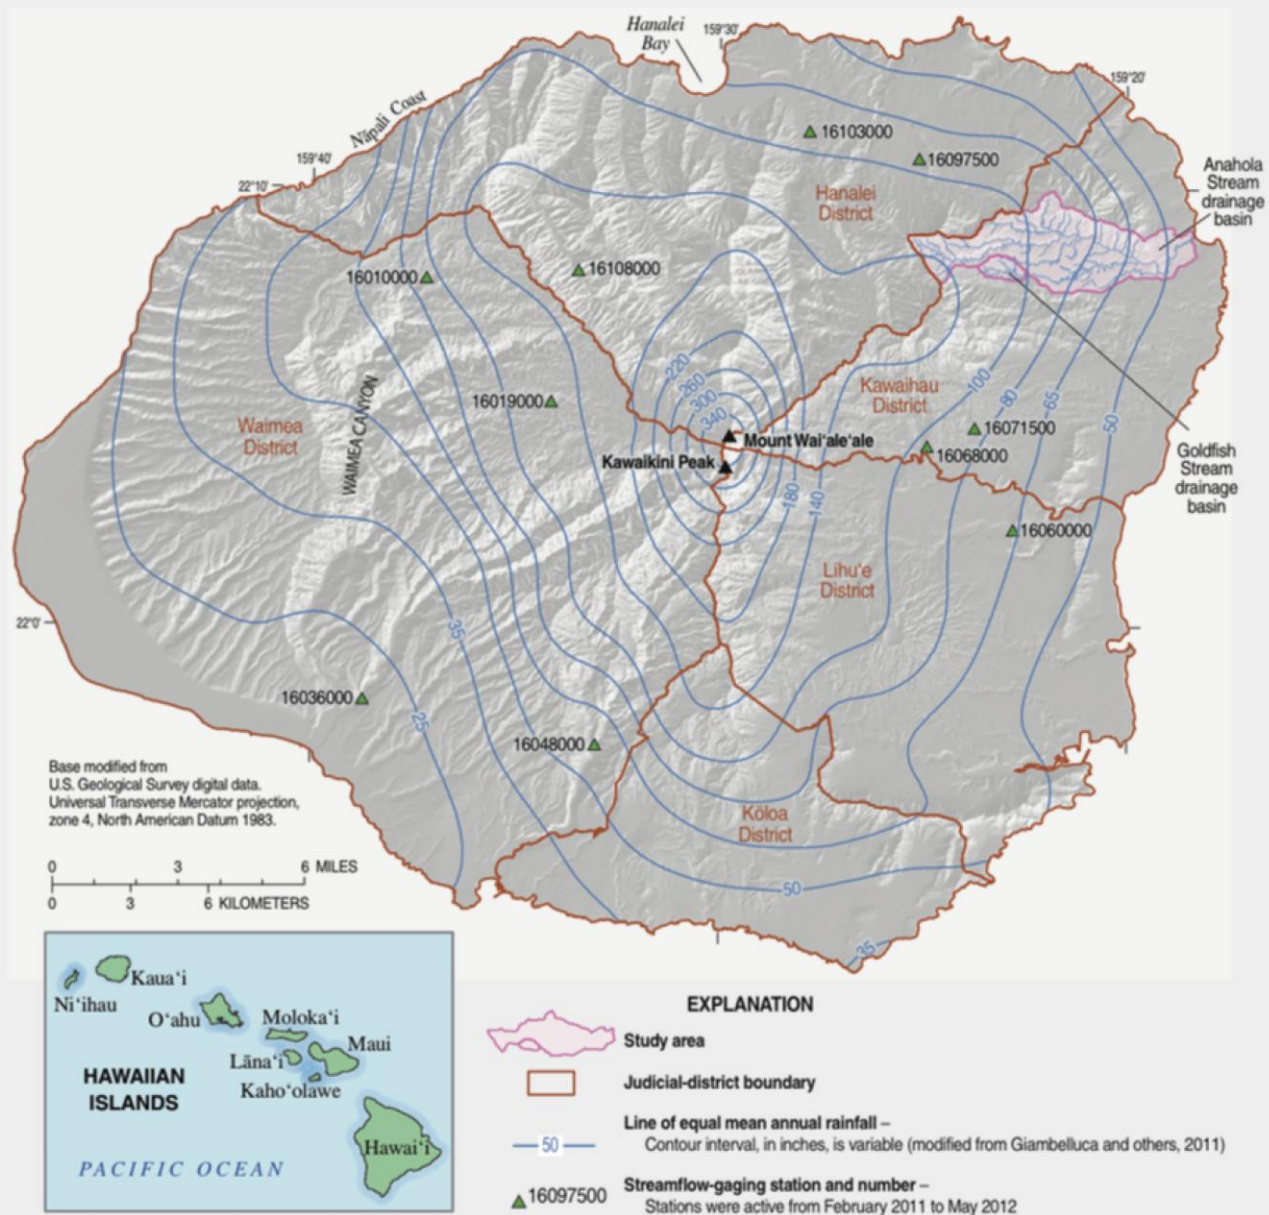 Hanalei
Bay
159°30'
159°20'
Nāpali Coast
159°40'
22°10'
16103000
16097500
Anahola
Stream
drainage
basin
Hanalei
District
16010000
16108000
220
260
300
340
WAIMEA CANYON
16019000
Waimea
District
Kawaihau
District
100
80
65
50
16071500
Mount Wai‘ale‘ale
16068000
Kawaikini Peak
Goldfish
Stream
drainage
basin
180
140
16060000
Lihu‘e
District
22°0'
35
16036000
25
16048000
Base modified from
U.S. Geological Survey digital data.
Universal Transverse Mercator projection,
zone 4, North American Datum 1983.
Kōloa
District
0 3 6 MILES
0 3 6 KILOMETERS
50
35
Kaua‘i
Ni‘ihau
O‘ahu
Moloka‘i
Maui
Lāna‘i
Kaho‘olawe
HAWAIIAN
ISLANDS
Hawai‘i
PACIFIC OCEAN
EXPLANATION
Study area
Judicial-district boundary
Line of equal mean annual rainfall –
50
Contour interval, in inches, is variable (modified from Giambelluca and others, 2011)
Streamflow-gaging station and number –
16097500
Stations were active from February 2011 to May 2012